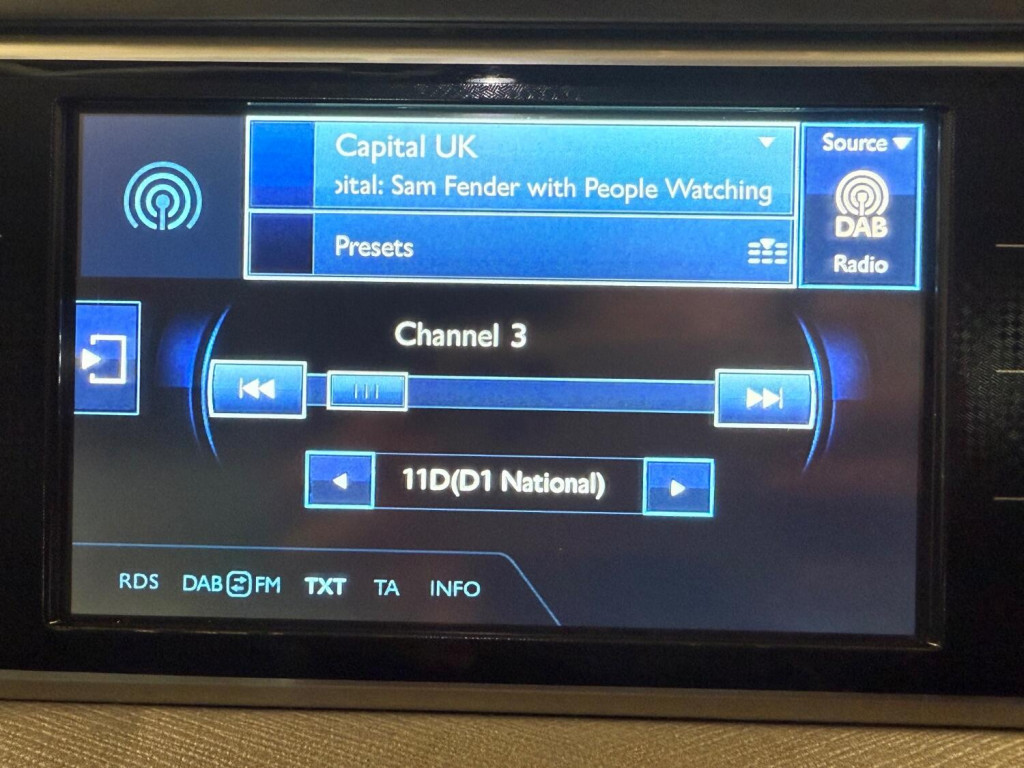 Capital UK
ɔital: Sam Fender with People Watching
Presets
Source
DAB
Radio
Channel 3
11D(D1 National)
RDS DAB FM TXT TA INFO